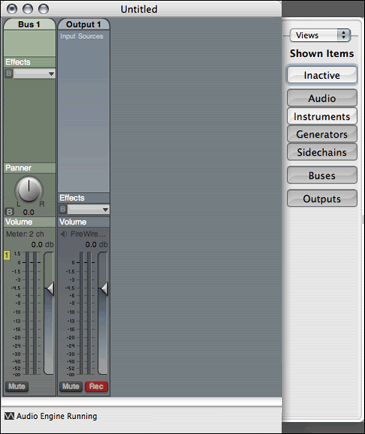 Untitled
Bus 1
Output 1
Input Sources
Effects
B
Panner
L R
B 0.0
Effects
B
Volume
Volume
Meter: 2 ch
FireWire...
0.0 db
0.0 db
1
Mute
Mute
Rec
Audio Engine Running
Views
Shown Items
Inactive
Audio
Instruments
Generators
Sidechains
Buses
Outputs